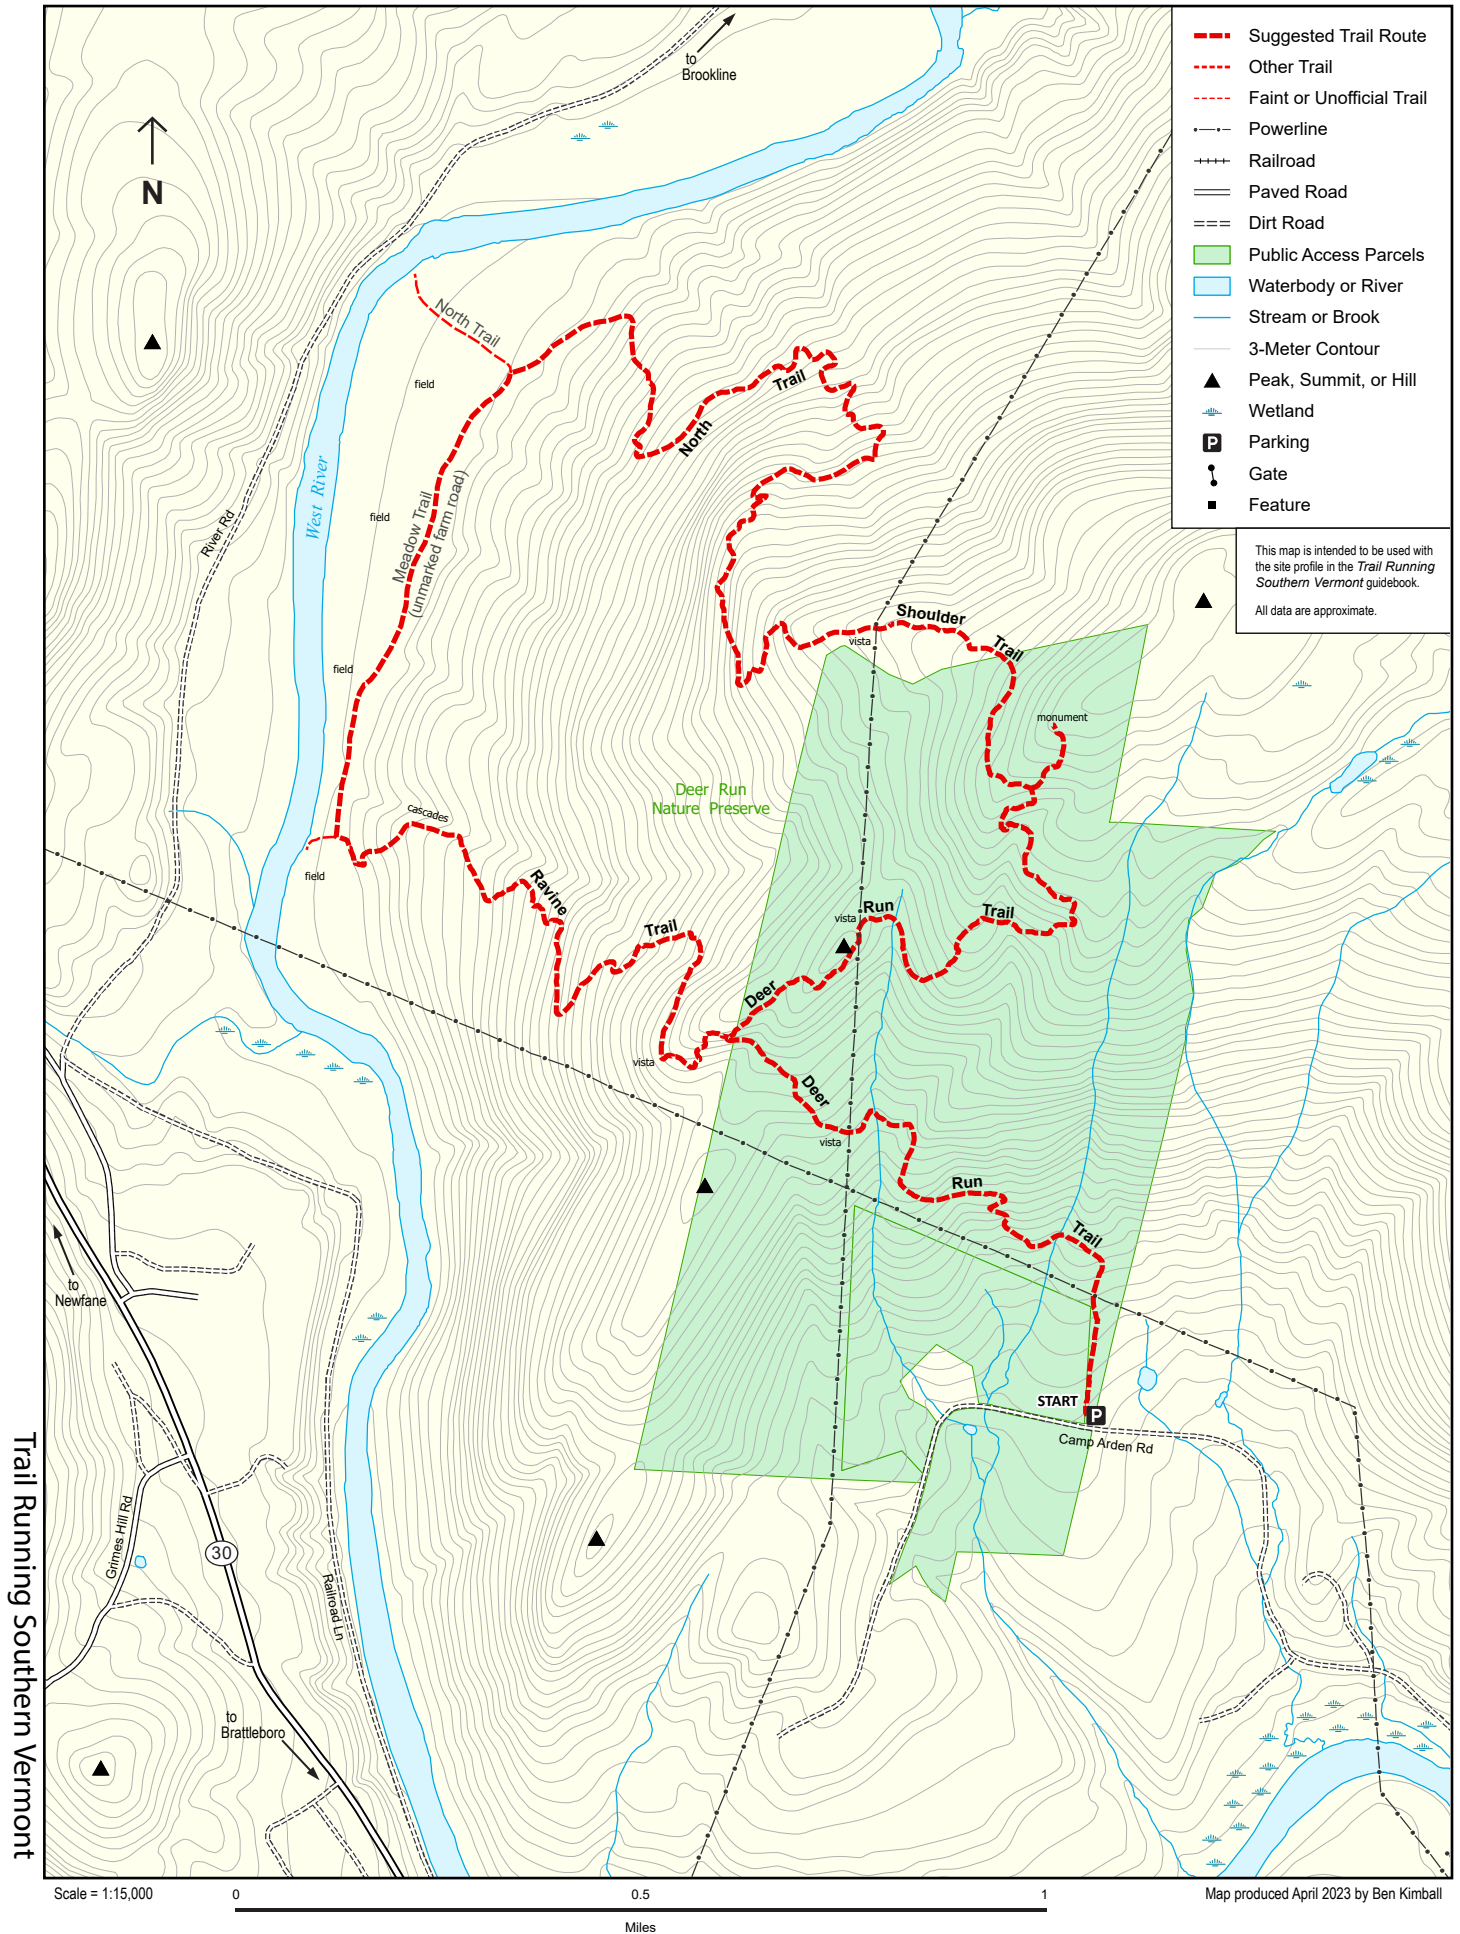 to
Brookline
N
Suggested Trail Route
Other Trail
Faint or Unofficial Trail
Powerline
Railroad
Paved Road
Dirt Road
Public Access Parcels
Waterbody or River
Stream or Brook
3-Meter Contour
Peak, Summit, or Hill
Wetland
P Parking
Gate
Feature
This map is intended to be used with
the site profile in the Trail Running
Southern Vermont guidebook.
All data are approximate.
North Trail
field
Trail
North
West River
River Rd
field
Meadow Trail
(unmarked farm road)
Shoulder
vista
Trail
field
monument
Deer Run
Nature Preserve
cascades
field
Ravine
Trail
vista
Run
Trail
Deer
vista
Deer
vista
Run
Trail
to
Newfane
START
P
Camp Arden Rd
Grimes Hill Rd
30
Railroad Ln
to
Brattleboro
Trail Running Southern Vermont
Scale = 1:15,000
0
0.5
1
Miles
Map produced April 2023 by Ben Kimball